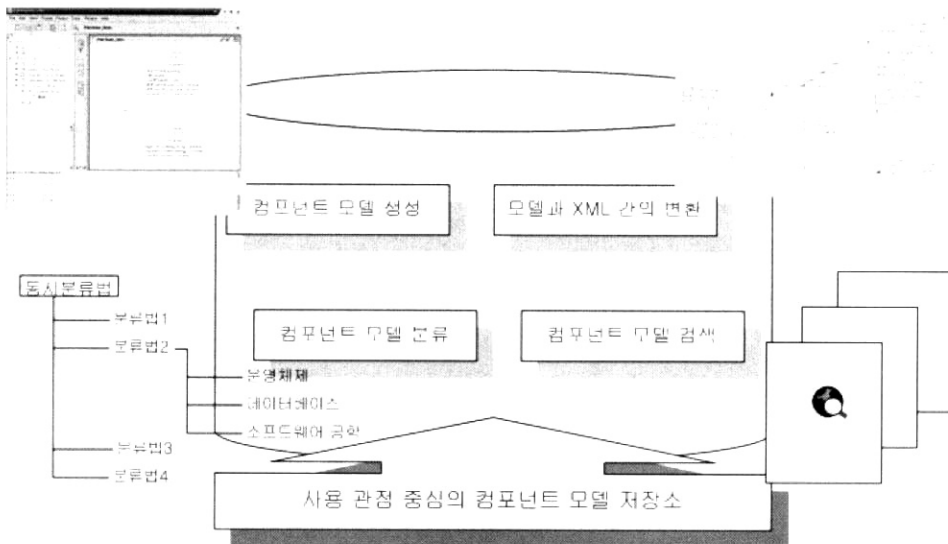 컴포넌트 모델 생성
모델과 XML 간의 변환
동시분류법
분류법1
분류법2
컴포넌트 모델 분류
컴포넌트 모델 검색
운영체제
데이터베이스
소프트웨어 공학
분류법3
분류법4
사용 관점 중심의 컴포넌트 모델 저장소